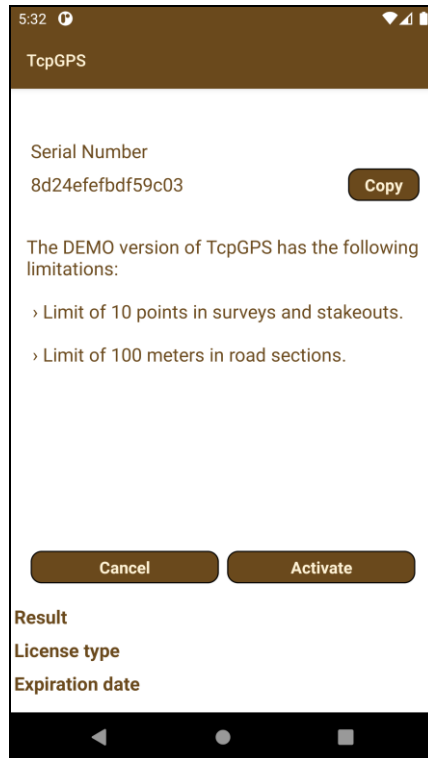 5:32
TcpGPS
Serial Number
8d24efefbdf59c03
Copy
The DEMO version of TcpGPS has the following
limitations:
› Limit of 10 points in surveys and stakeouts.
› Limit of 100 meters in road sections.
Cancel
Activate
Result
License type
Expiration date